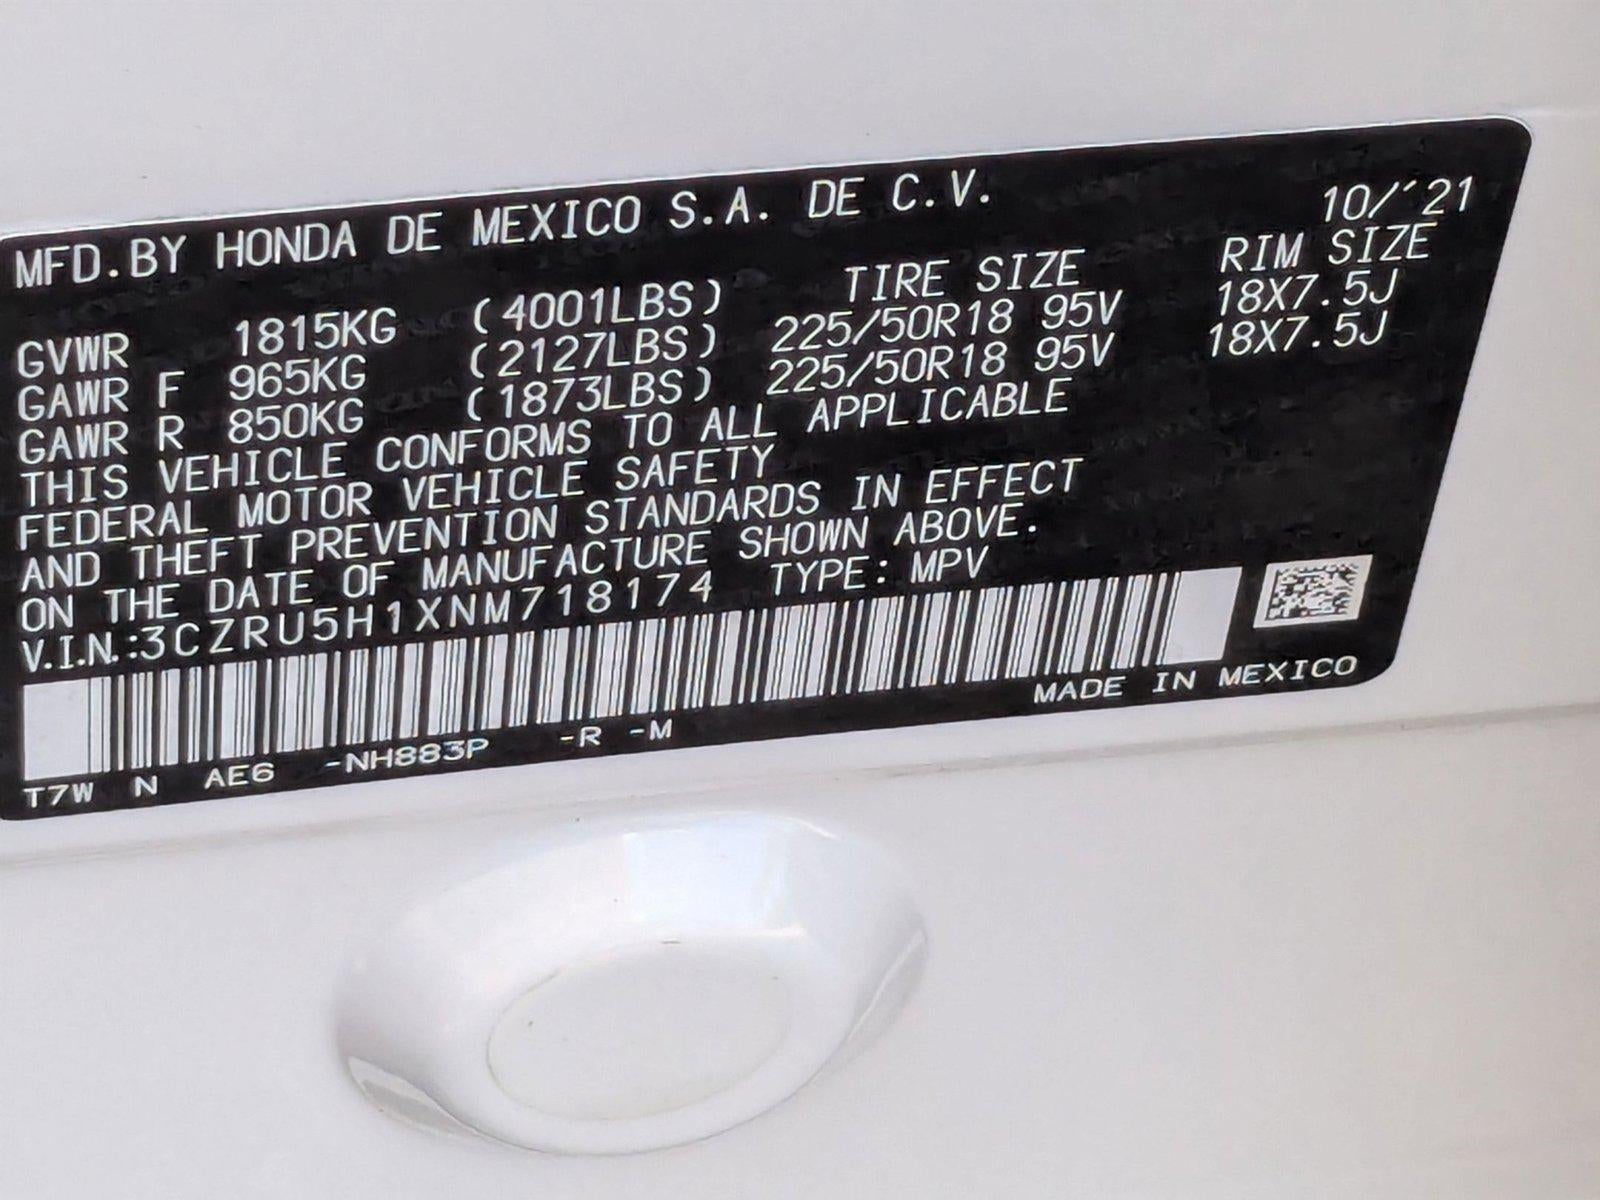 MFD.BY HONDA DE MEXICO S.A. DE C.V. 10/'21
TIRE SIZE RIM SIZE
GVWR 1815KG (4001LBS)
GAWR F 965KG (2127LBS) 225/50R18 95V 18X7.5J
GAWR R 850KG (1873LBS) 225/50R18 95V 18X7.5J
THIS VEHICLE CONFORMS TO ALL APPLICABLE
FEDERAL MOTOR VEHICLE SAFETY
AND THEFT PREVENTION STANDARDS IN EFFECT
ON THE DATE OF MANUFACTURE SHOWN ABOVE.
V.I.N.:3CZRU5H1XNM718174 TYPE: MPV
T7W N AE6 -NH883P -R -M MADE IN MEXICO